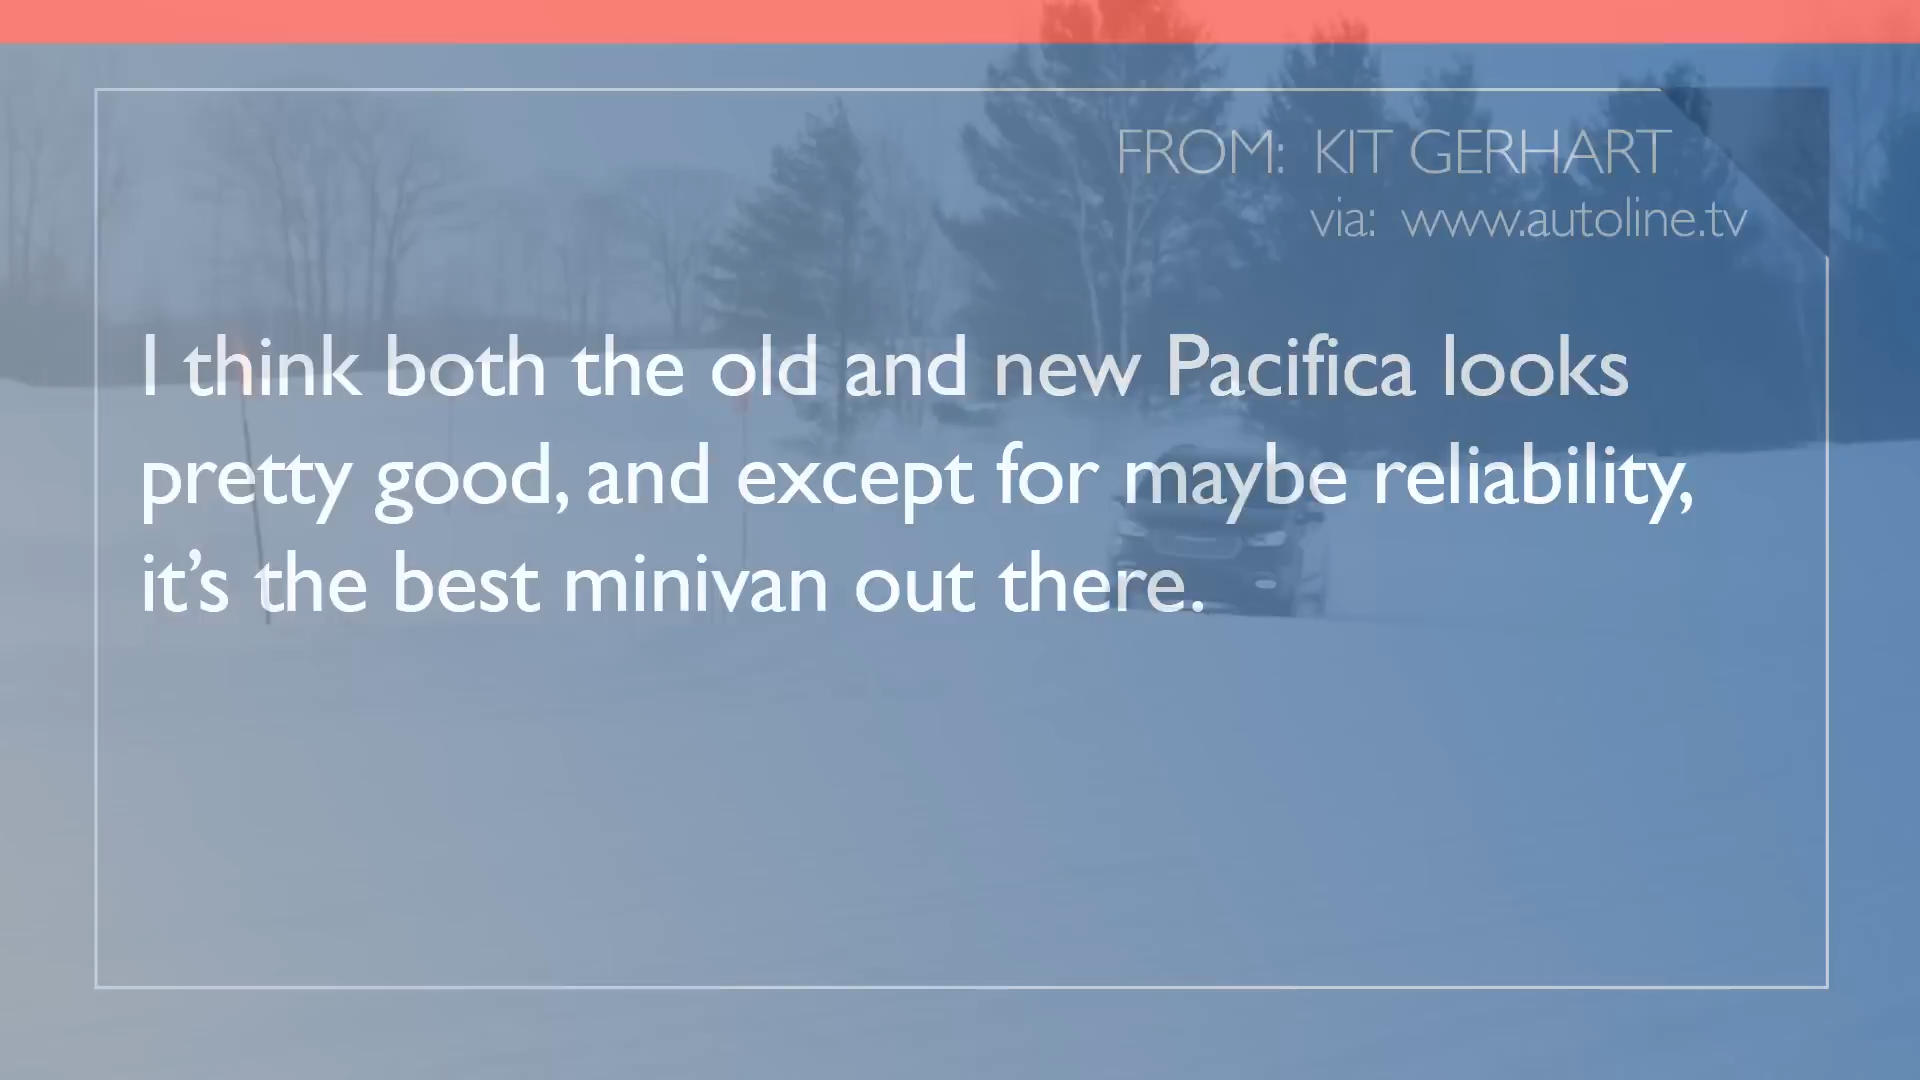 FROM: KIT GERHART
via: www.autoline.tv
I think both the old and new Pacifica looks
pretty good, and except for maybe reliability,
it’s the best minivan out there.